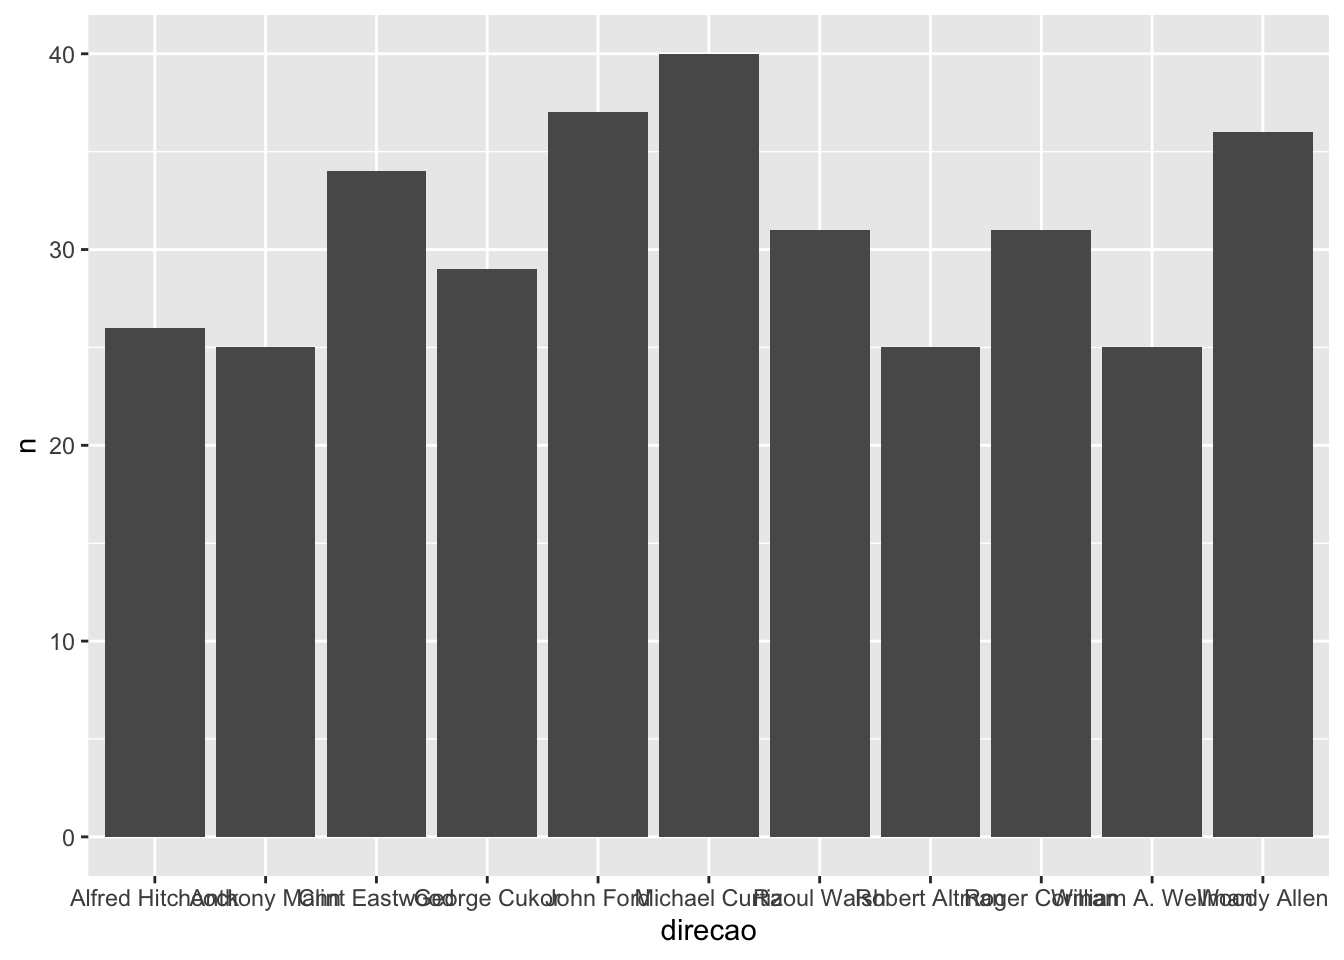 40
30
n
20
10
0
Alfred Hitchcock Anthony Mann Clint Eastwood George Cukor John Ford Michael Curtiz Raoul Walsh Robert Altman Roger Corman William A. Wellman Woody Allen
direcao